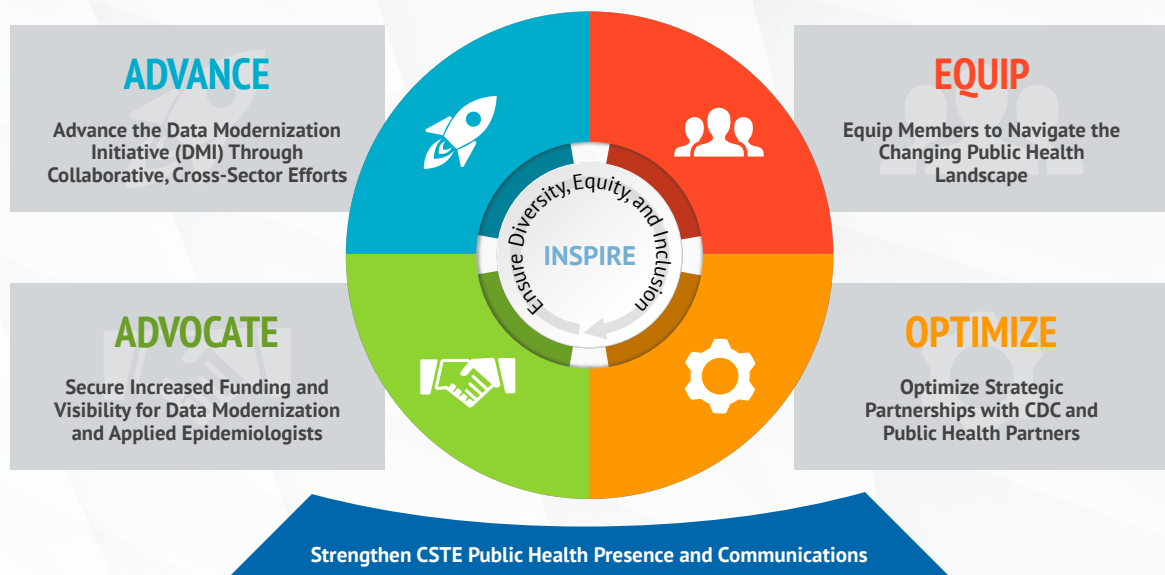 ADVANCE
Advance the Data Modernization
Initiative (DMI) Through
Collaborative, Cross-Sector Efforts
EQUIP
Equip Members to Navigate the
Changing Public Health
Landscape
Ensure Diversity, Equity, and Inclusion
INSPIRE
ADVOCATE
Secure Increased Funding and
Visibility for Data Modernization
and Applied Epidemiologists
OPTIMIZE
Optimize Strategic
Partnerships with CDC and
Public Health Partners
Strengthen CSTE Public Health Presence and Communications